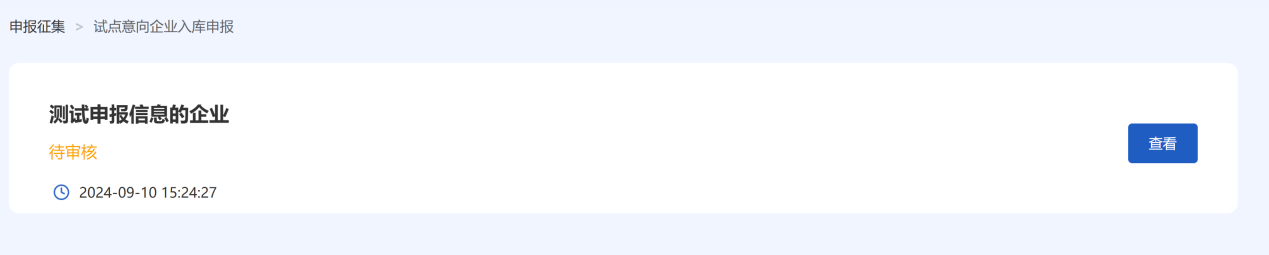 申报征集 > 试点意向企业入库申报
测试申报信息的企业
待审核
查看
2024-09-10 15:24:27